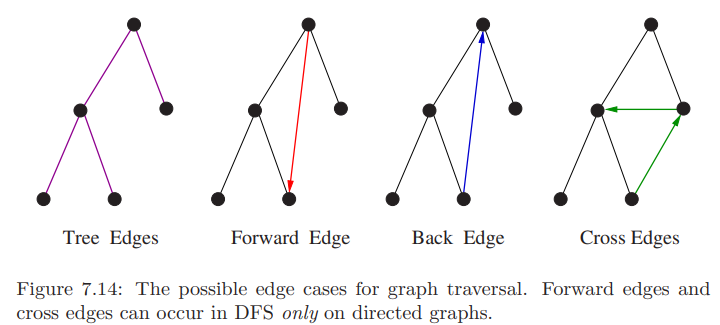 Tree Edges
Forward Edge
Back Edge
Cross Edges
Figure 7.14: The possible edge cases for graph traversal. Forward edges and
cross edges can occur in DFS only on directed graphs.